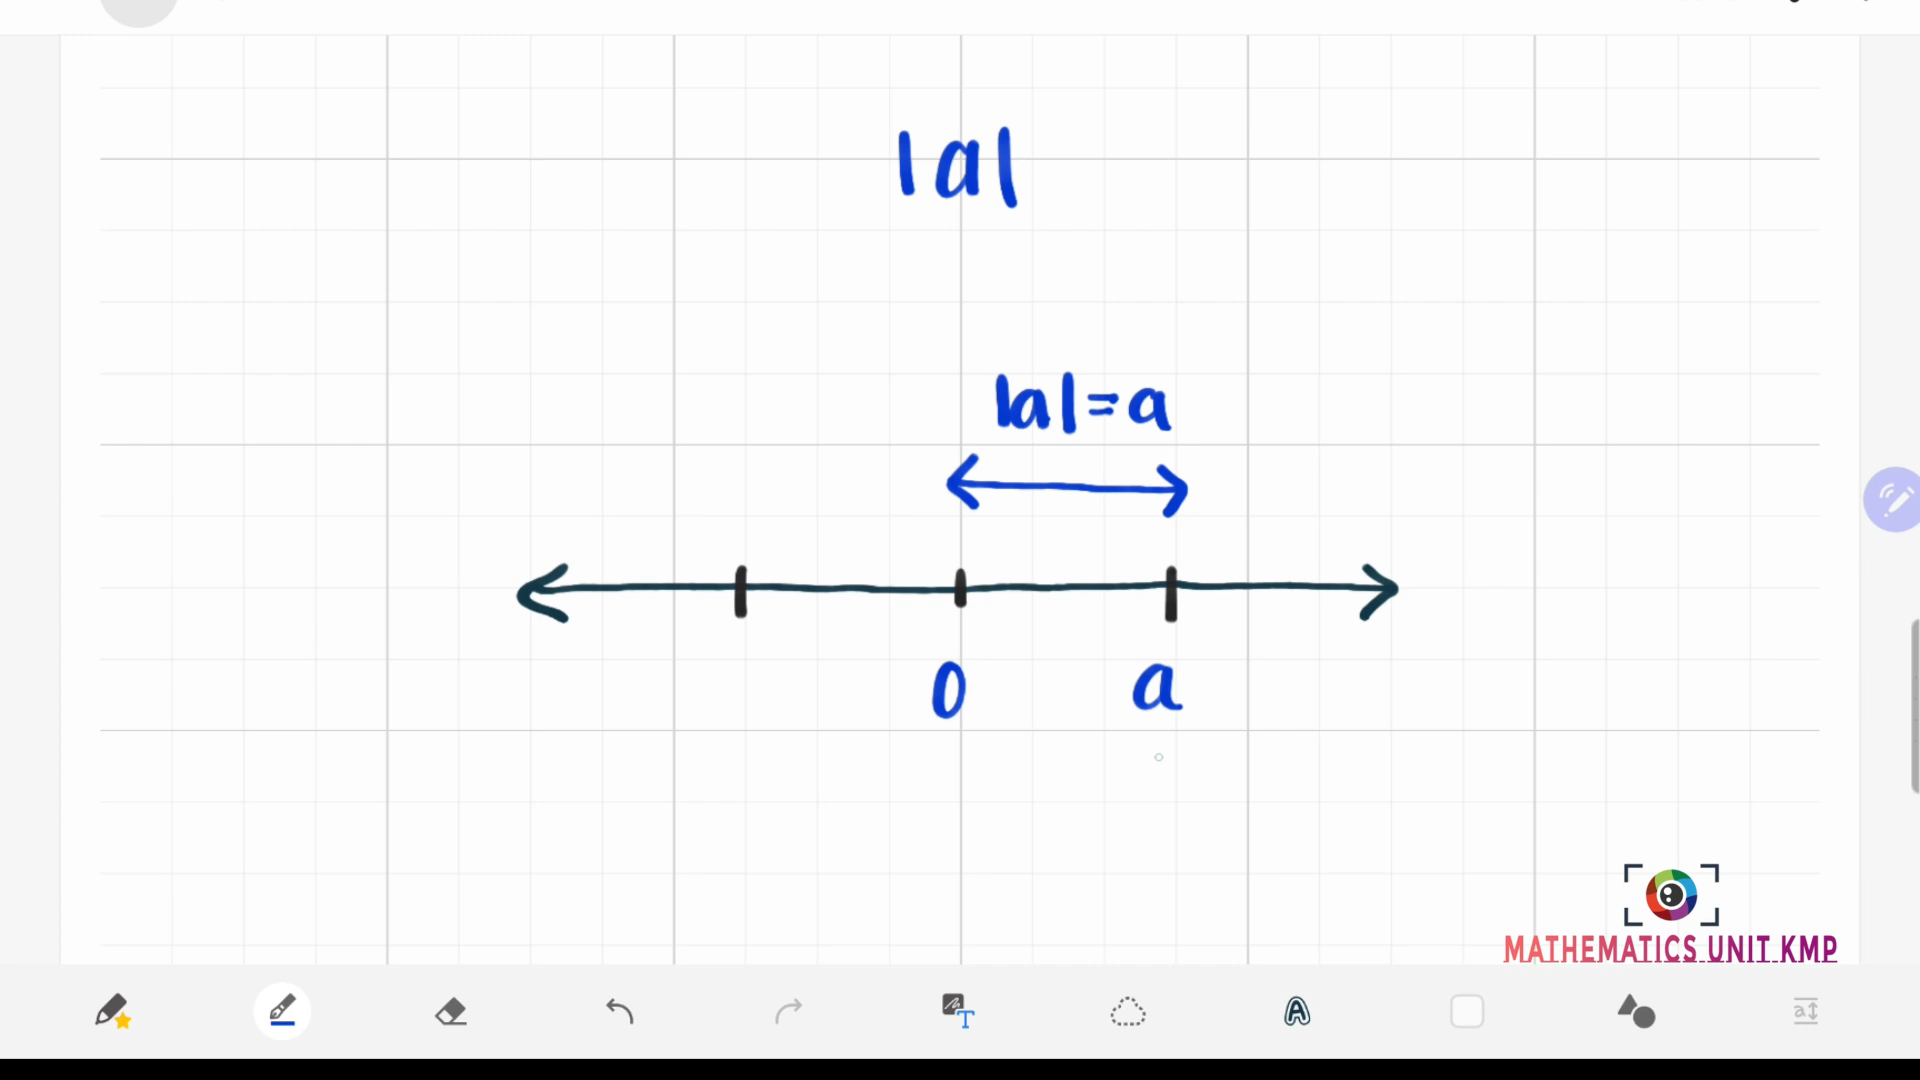 |a|
|a|=a
0 a
MATHEMATICS UNIT KMP
T
A
a